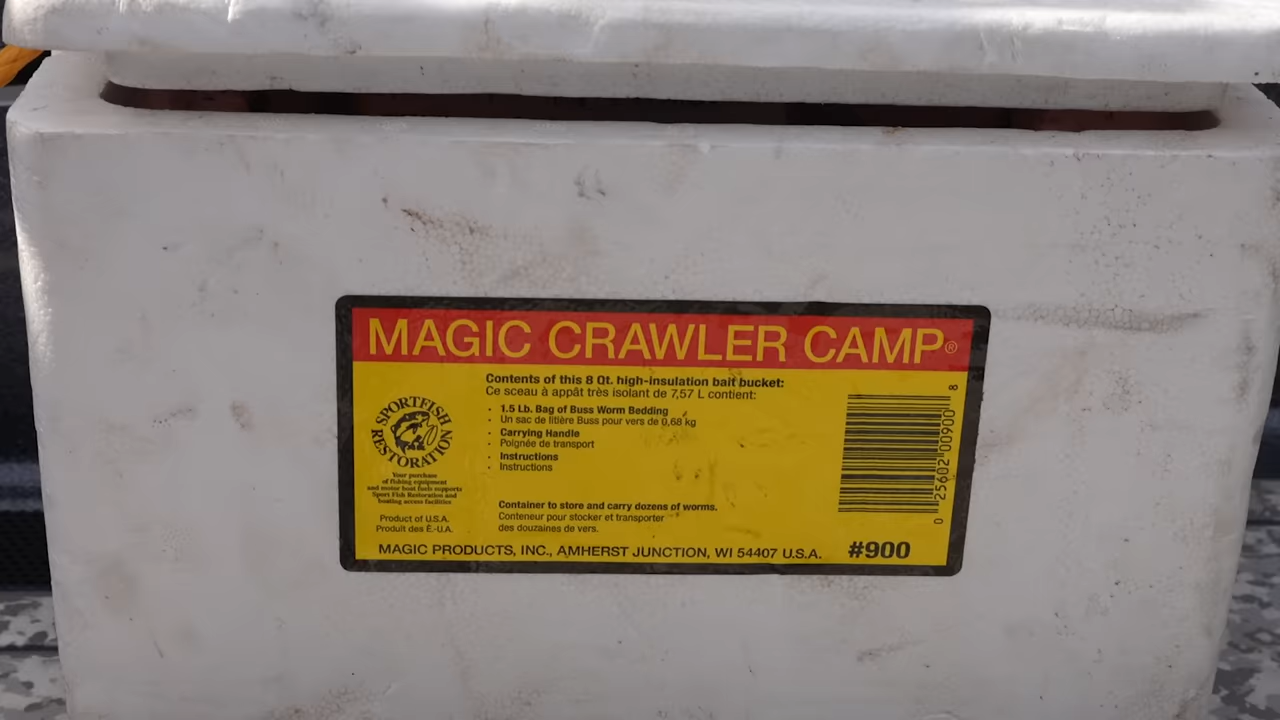 MAGIC CRAWLER CAMP®
Contents of this 8 Qt. high-insulation bait bucket:
Ce sceau à appât très isolant de 7,57 L contient:
· 1.5 Lb. Bag of Buss Worm Bedding
· Un sac de litière Buss pour vers de 0,68 kg
· Carrying Handle
· Poignée de transport
· Instructions
· Instructions
SPORTFISH
RESTORATION
Your purchase
of fishing equipment
and motor boat fuels supports
Sport Fish Restoration and
boating access facilities
Product of U.S.A.
Produit des É.-U.A.
Container to store and carry dozens of worms.
Conteneur pour stocker et transporter
des douzaines de vers.
0 25602 00900 8
MAGIC PRODUCTS, INC., AMHERST JUNCTION, WI 54407 U.S.A.
#900